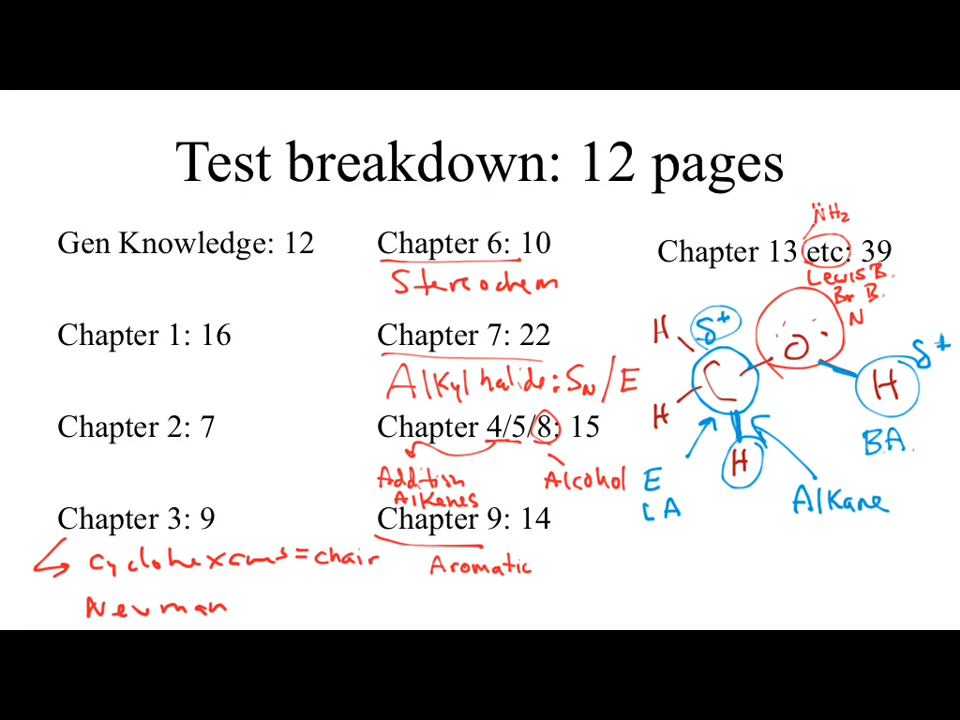 Test breakdown: 12 pages
Gen Knowledge: 12
Chapter 1: 16
Chapter 2: 7
Chapter 3: 9
Cyclohexanes = chair
Newman
Chapter 6: 10
Stereochem
Chapter 7: 22
Alkyl halide: SN/E
Chapter 4/5/8: 15
Addition
Alkenes
Alcohol
Chapter 9: 14
Aromatic
NH2
Chapter 13 etc: 39
Lewis B.
Br B.
N
H
δ+
O
C
H
δ+
H
H
B.A.
E
LA
Alkane